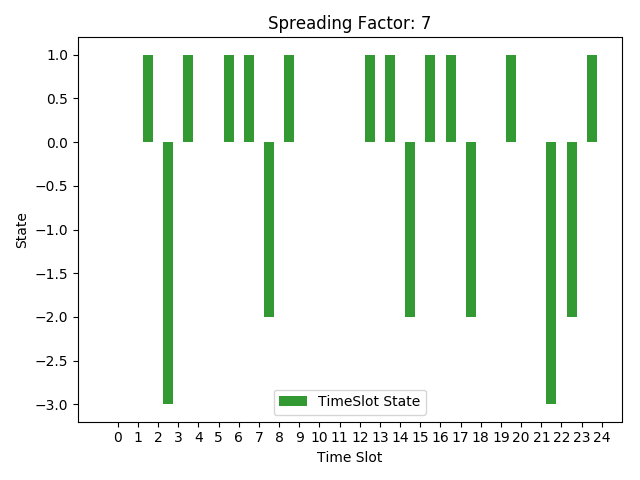 Spreading Factor: 7
1.0
0.5
0.0
−0.5
−1.0
−1.5
−2.0
−2.5
−3.0
State
TimeSlot State
0 1 2 3 4 5 6 7 8 9 10 11 12 13 14 15 16 17 18 19 20 21 22 23 24
Time Slot